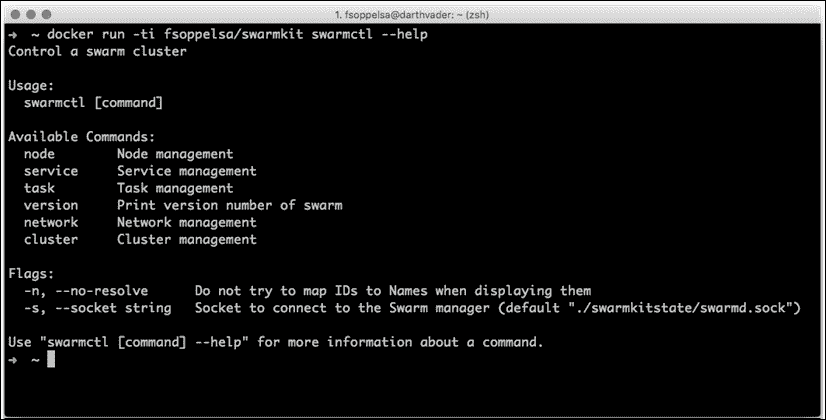 1. fsoppelsa@darthvader: ~ (zsh)
➜  ~ docker run -ti fsoppelsa/swarmkit swarmctl --help
Control a swarm cluster

Usage:
  swarmctl [command]

Available Commands:
  node        Node management
  service     Service management
  task        Task management
  version     Print version number of swarm
  network     Network management
  cluster     Cluster management

Flags:
  -n, --no-resolve      Do not try to map IDs to Names when displaying them
  -s, --socket string   Socket to connect to the Swarm manager (default "./swarmkitstate/swarmd.sock")

Use "swarmctl [command] --help" for more information about a command.
➜  ~